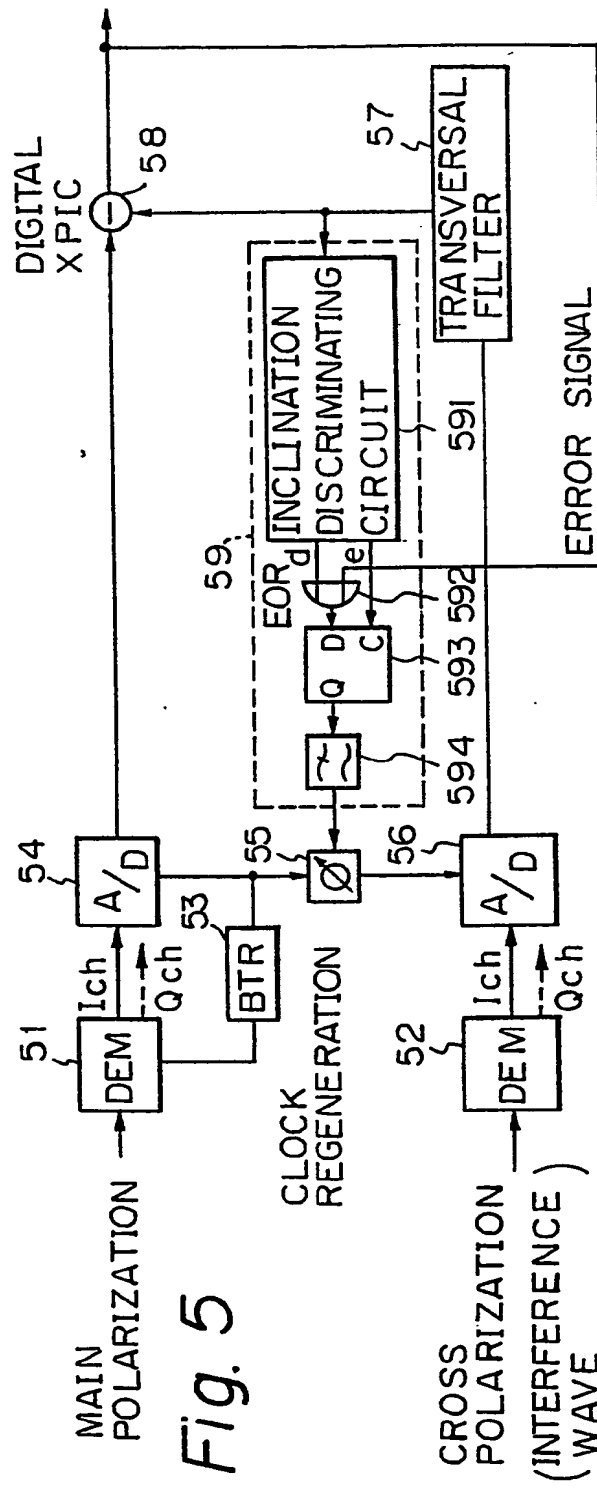 MAIN
POLARIZATION
Fig. 5
51
DEM
Ich
Qch
54
A/D
53
BTR
CLOCK
REGENERATION
55
DIGITAL
XPIC
58
59
EOR
d
e
INCLINATION
DISCRIMINATING
CIRCUIT
591
592
Q D
C
593
594
57
TRANSVERSAL
FILTER
ERROR SIGNAL
56
A/D
Ich
Qch
52
DEM
CROSS
POLARIZATION
(INTERFERENCE
WAVE )